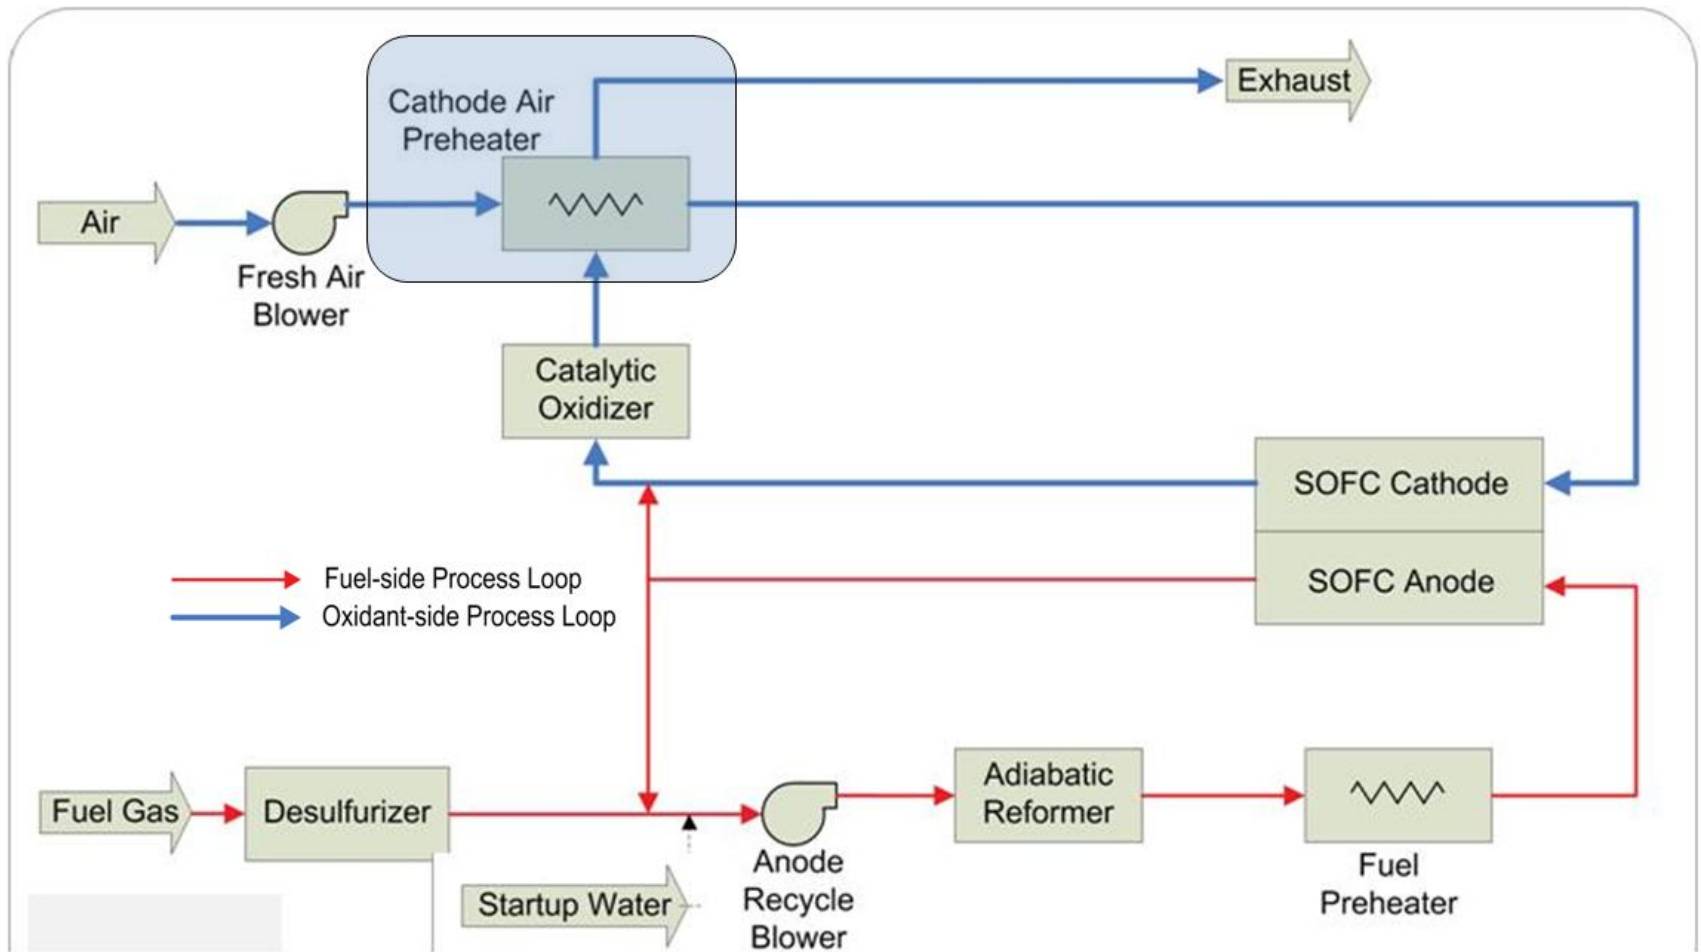 Cathode Air
Preheater
Exhaust
Air
Fresh Air
Blower
Catalytic
Oxidizer
SOFC Cathode
SOFC Anode
Fuel-side Process Loop
Oxidant-side Process Loop
Fuel Gas
Desulfurizer
Startup Water
Anode
Recycle
Blower
Adiabatic
Reformer
Fuel
Preheater